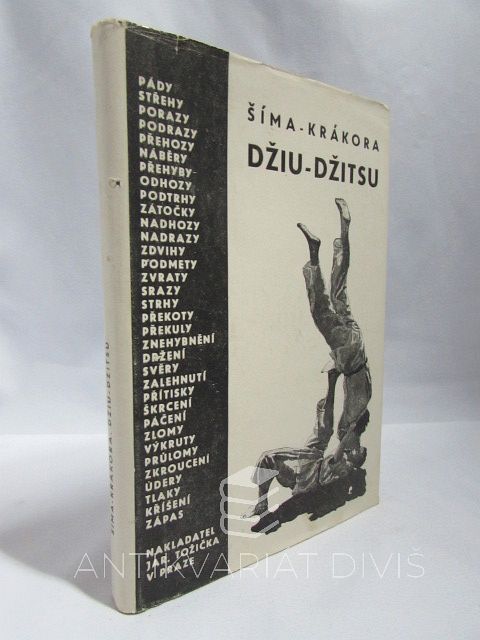 PÁDY
STŘEHY
PORAZY
PODRAZY
PŘEHOZY
NÁBĚRY
PŘEHYBY-
ODHOZY
PODTRHY
ZÁTOČKY
NADHOZY
NADRAZY
ZDVIHY
PODMETY
ZVRATY
SRAZY
STRHY
PŘEKOTY
PŘEKULY
ZNEHYBNĚNÍ
DRŽENÍ
SVĚRY
ZALEHNUTÍ
PŘÍTISKY
ŠKRCENÍ
PÁČENÍ
ZLOMY
VÝKRUTY
PRŮLOMY
ZKROUCENÍ
ÚDERY
TLAKY
KŘÍŠENÍ
ZÁPAS
NAKLADATEL
JAR. TOŽIČKA
V PRAZE
ŠÍMA-KRÁKORA
DŽIU-DŽITSU
ŠÍMA-KRÁKORA DŽIU-DŽITSU
ANTIKVARIAT DIVIŠ